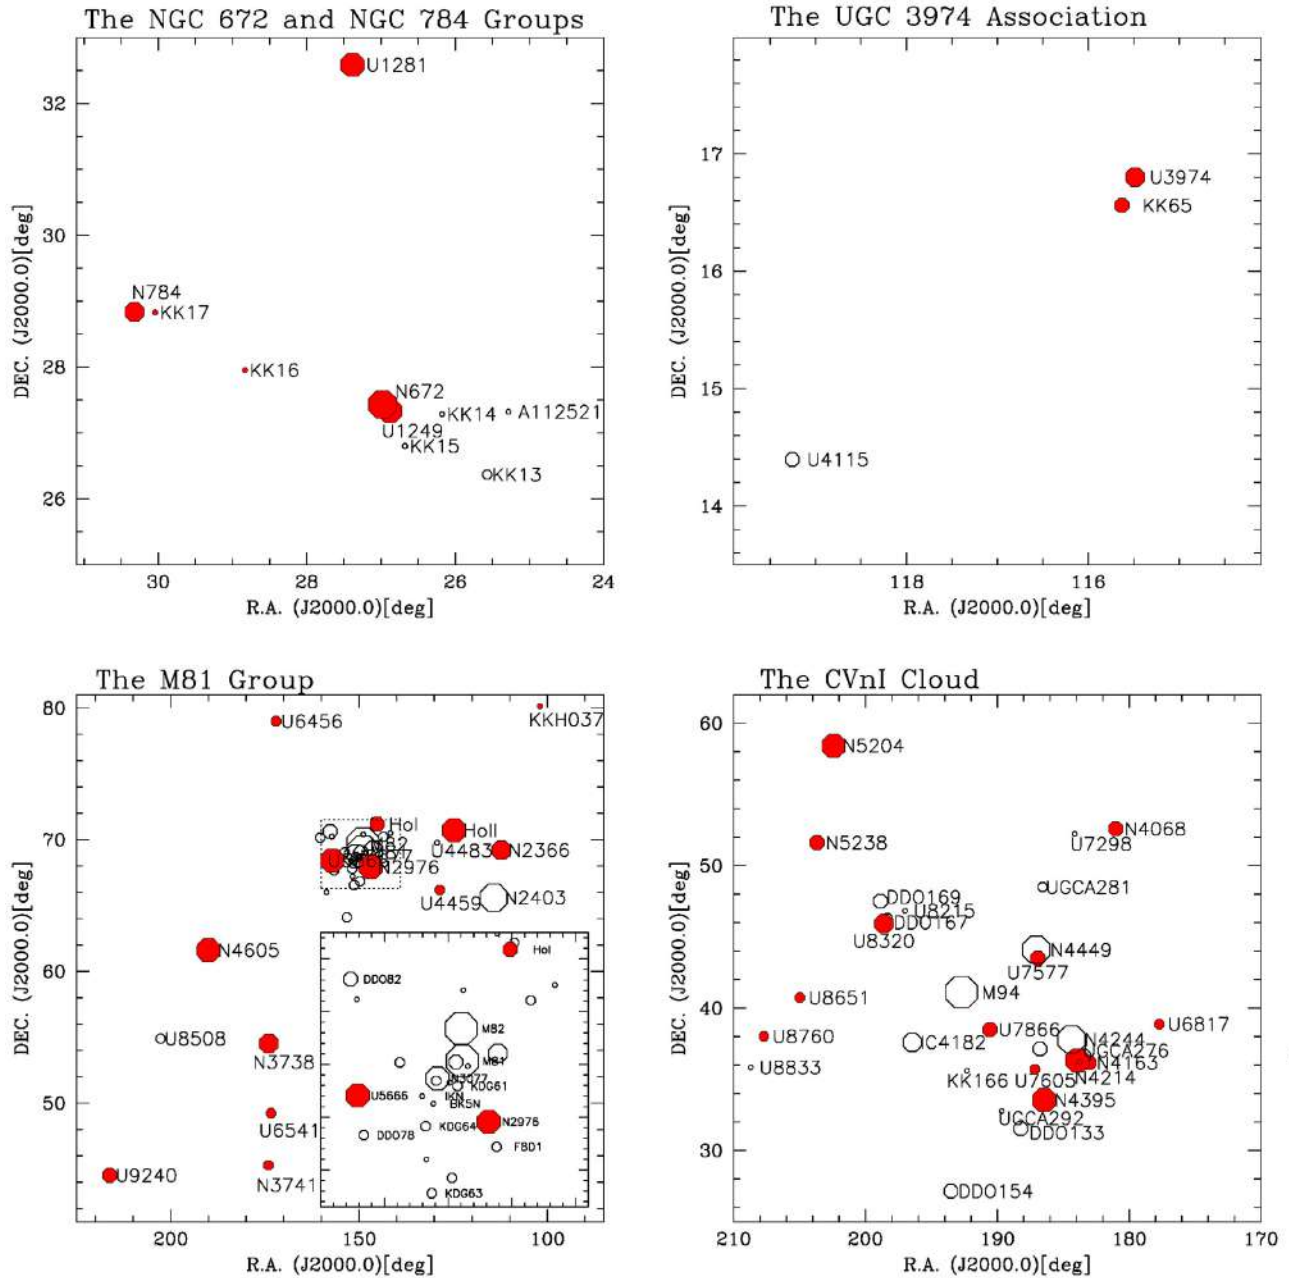 The NGC 672 and NGC 784 Groups
U1281
N784
KK17
KK16
N672
U1249
KK14
A112521
KK15
KK13
32
30
28
26
30
28
26
24
DEC. (J2000.0)[deg]
R.A. (J2000.0)[deg]
The UGC 3974 Association
U3974
KK65
U4115
17
16
15
14
118
116
DEC. (J2000.0)[deg]
R.A. (J2000.0)[deg]
The M81 Group
U6456
KKH037
HoI
HoII
U4483
N2366
N2976
U4459
N2403
N4605
U8508
N3738
U6541
U9240
N3741
HoI
DDO82
M82
M81
N3077
KDG61
U5666
IKN
BK5N
KDG64
N2976
DDO78
FBD1
KDG63
80
70
60
50
200
150
100
DEC. (J2000.0)[deg]
R.A. (J2000.0)[deg]
The CVnI Cloud
N5204
N5238
N4068
U7298
DDO169
UGCA281
U8215
DDO167
U8320
N4449
U7577
M94
U8651
U6817
U8760
U7866
IC4182
N4244
UGCA276
N4163
U8833
KK166
U7605
N4214
N4395
UGCA292
DDO133
DDO154
60
50
40
30
210
200
190
180
170
DEC. (J2000.0)[deg]
R.A. (J2000.0)[deg]